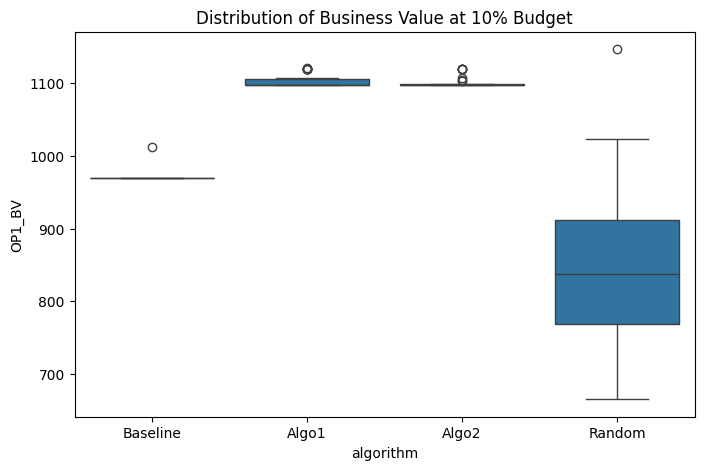 Distribution of Business Value at 10% Budget
OP1_BV
1100
1000
900
800
700
Baseline
Algo1
Algo2
Random
algorithm